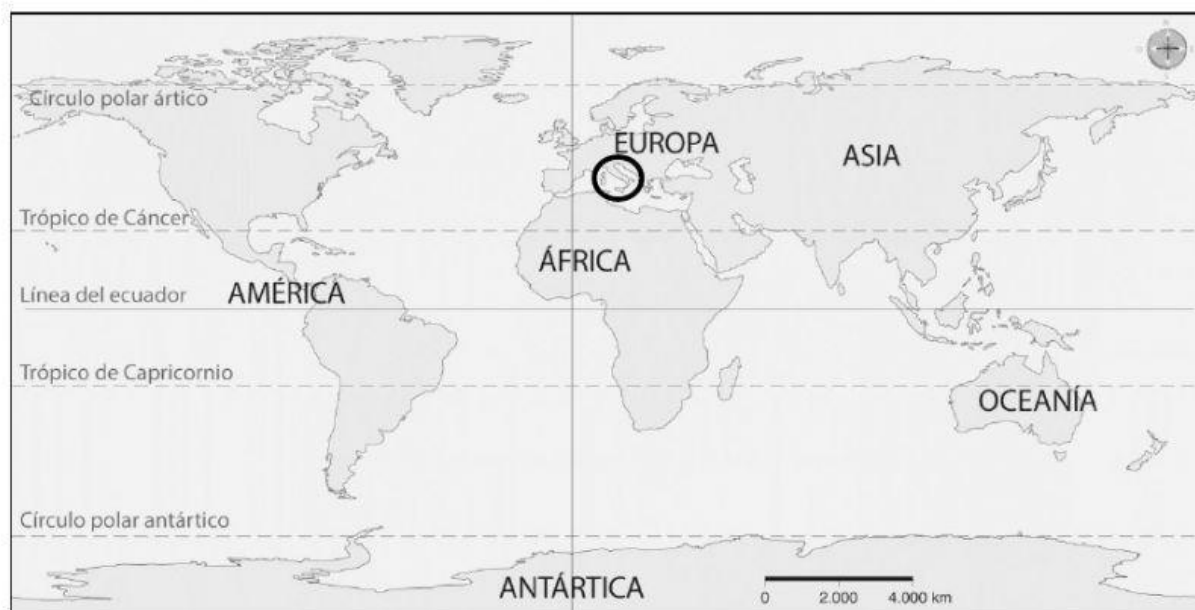 Círculo polar ártico
EUROPA
ASIA
Trópico de Cáncer
ÁFRICA
Línea del ecuador
AMÉRICA
Trópico de Capricornio
OCEANÍA
Círculo polar antártico
ANTÁRTICA
0 2.000 4.000 km